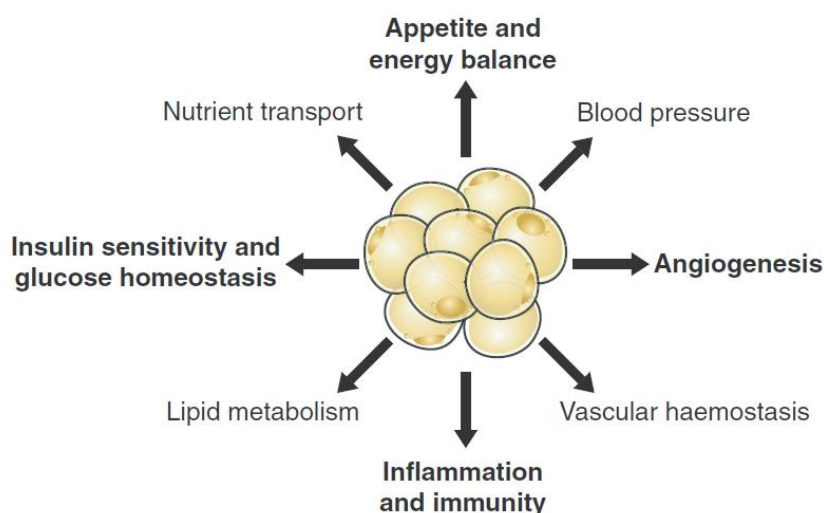 Appetite and
energy balance
Nutrient transport
Blood pressure
Insulin sensitivity and
glucose homeostasis
Angiogenesis
Lipid metabolism
Vascular haemostasis
Inflammation
and immunity